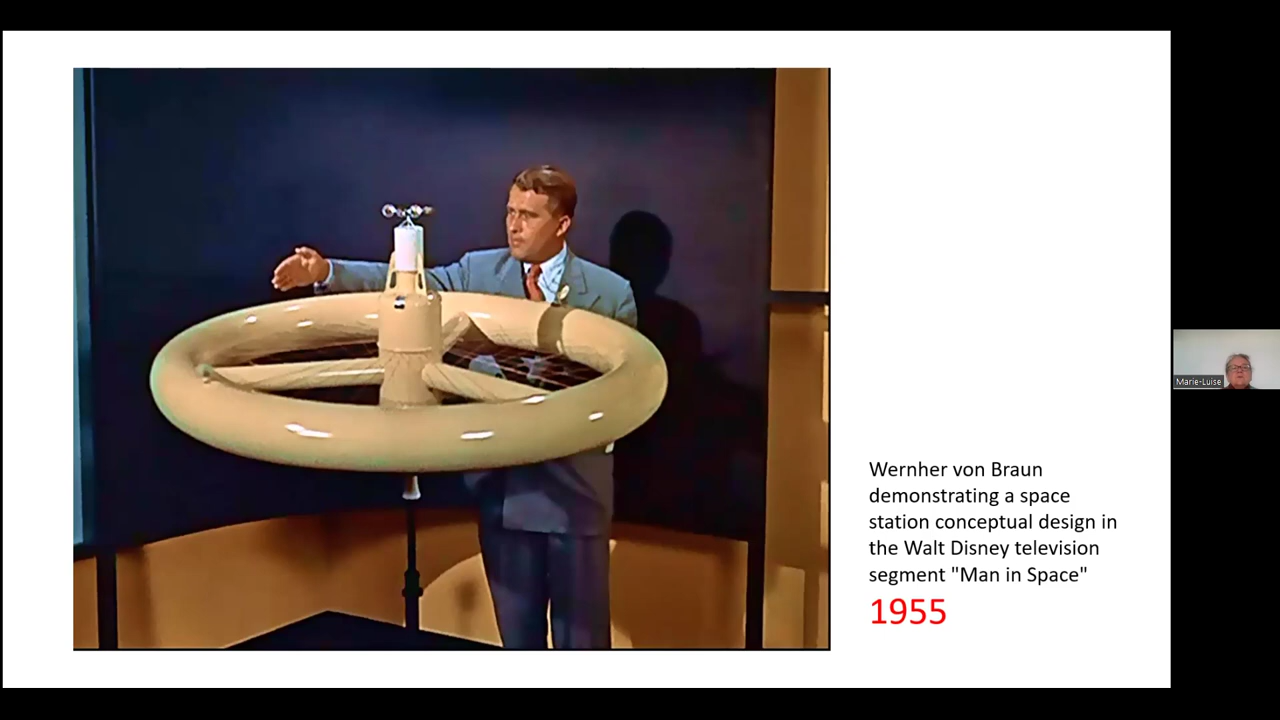 Wernher von Braun
demonstrating a space
station conceptual design in
the Walt Disney television
segment "Man in Space"
1955
Marie-Luise